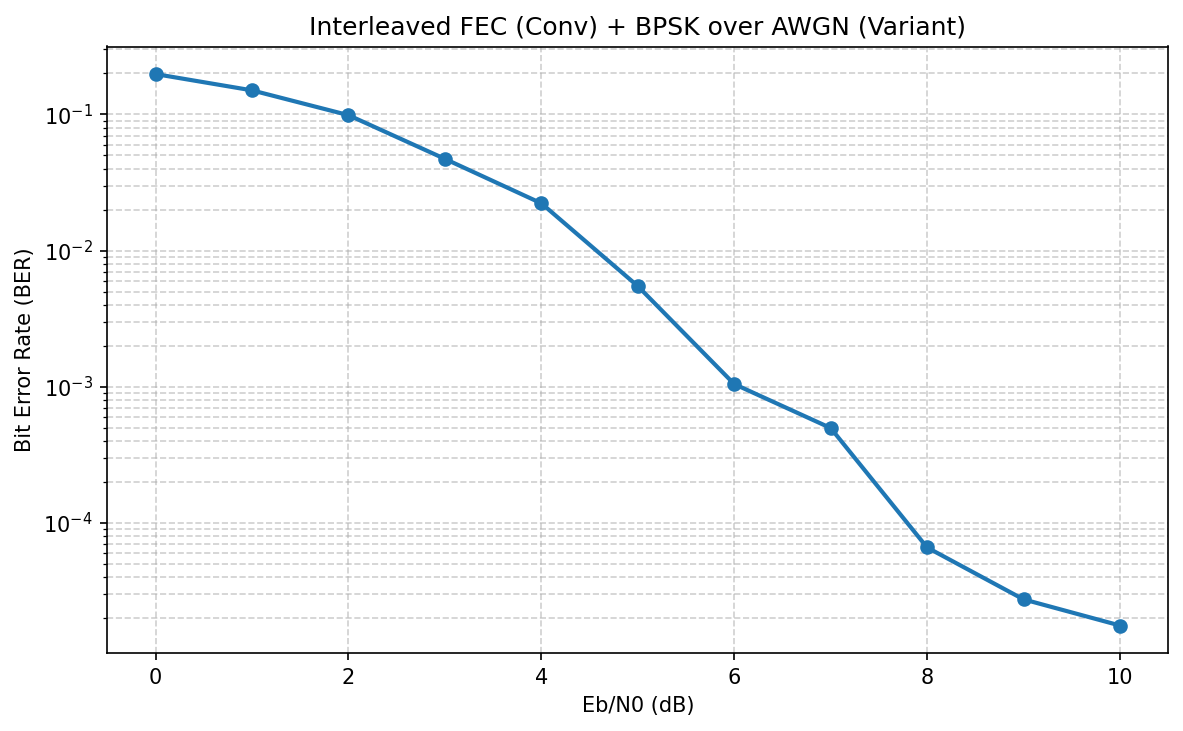 Interleaved FEC (Conv) + BPSK over AWGN (Variant)
Bit Error Rate (BER)
10⁻¹
10⁻²
10⁻³
10⁻⁴
0 2 4 6 8 10
Eb/N0 (dB)